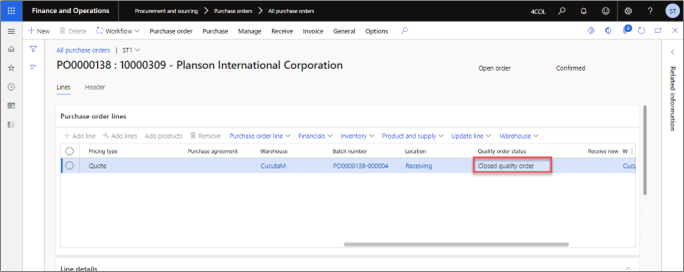 Finance and Operations
Procurement and sourcing > Purchase orders > All purchase orders
4COL
ST
New Delete Workflow Purchase order Purchase Manage Receive Invoice General Options
0
All purchase orders | ST1
PO0000138 : 10000309 - Planson International Corporation
Open order Confirmed
Lines Header
Related information
Purchase order lines
Add line Add lines Add products Remove Purchase order line Financials Inventory Product and supply Update line Warehouse
Pricing type Purchase agreement Warehouse Batch number Location Quality order status Receive now W
Quote CucutaM PO0000138-000004 Receiving Closed quality order Cucu
Line details